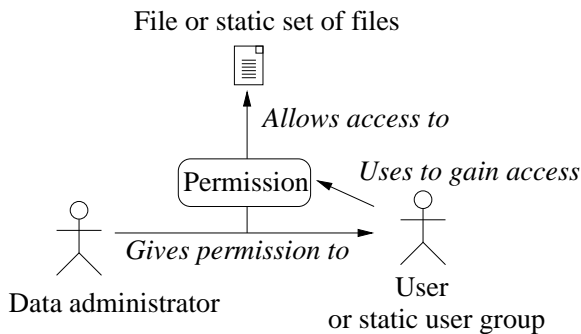 File or static set of files
Allows access to
Permission
Uses to gain access
Gives permission to
Data administrator
User
or static user group